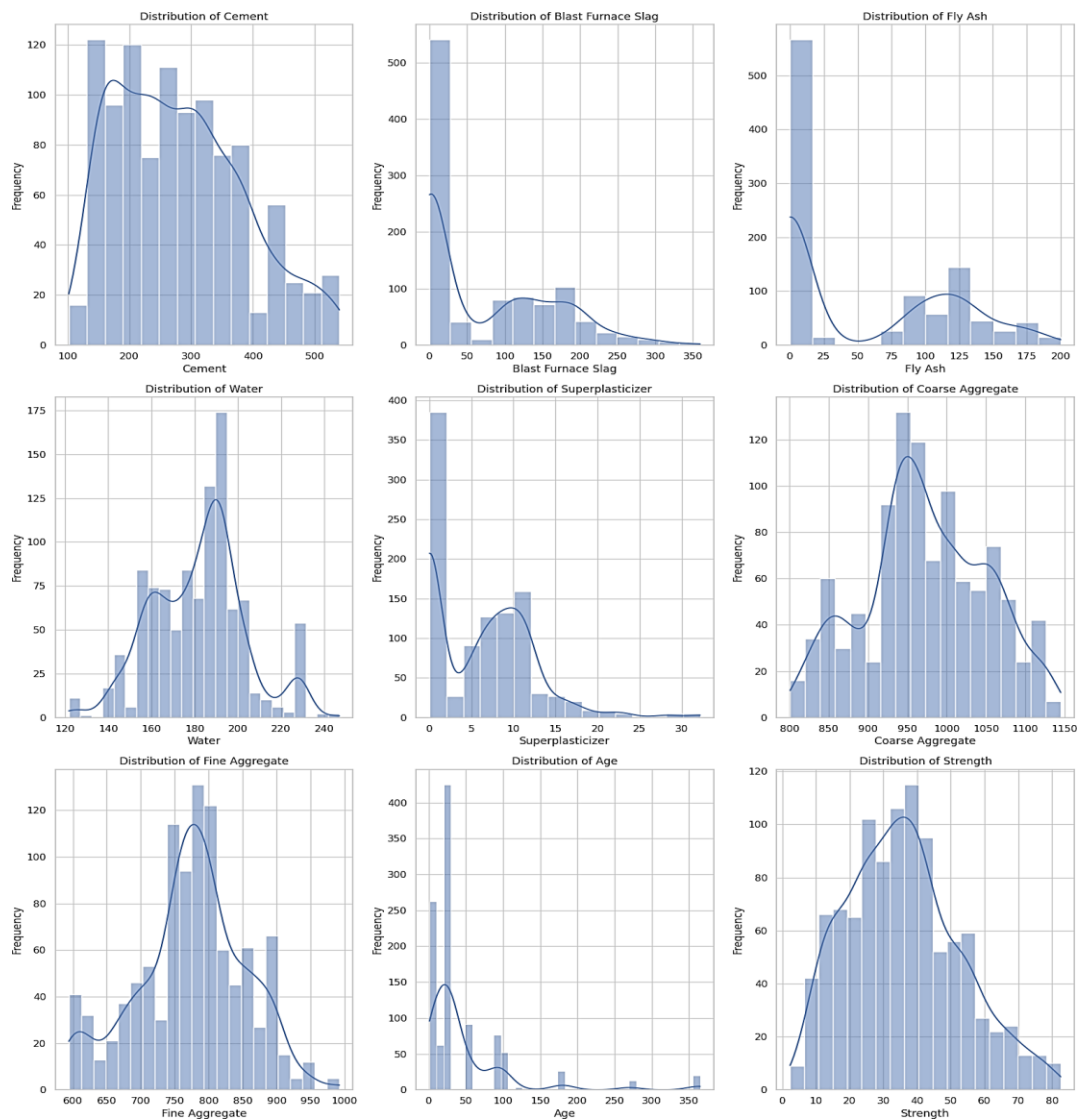 Distribution of Cement
Frequency
120
100
80
60
40
20
0
100 200 300 400 500
Cement
Distribution of Blast Furnace Slag
Frequency
500
400
300
200
100
0
0 50 100 150 200 250 300 350
Blast Furnace Slag
Distribution of Fly Ash
Frequency
500
400
300
200
100
0
0 25 50 75 100 125 150 175 200
Fly Ash
Distribution of Water
Frequency
175
150
125
100
75
50
25
0
120 140 160 180 200 220 240
Water
Distribution of Superplasticizer
Frequency
400
350
300
250
200
150
100
50
0
0 5 10 15 20 25 30
Superplasticizer
Distribution of Coarse Aggregate
Frequency
120
100
80
60
40
20
0
800 850 900 950 1000 1050 1100 1150
Coarse Aggregate
Distribution of Fine Aggregate
Frequency
120
100
80
60
40
20
0
600 650 700 750 800 850 900 950 1000
Fine Aggregate
Distribution of Age
Frequency
400
350
300
250
200
150
100
50
0
0 50 100 150 200 250 300 350
Age
Distribution of Strength
Frequency
120
100
80
60
40
20
0
0 10 20 30 40 50 60 70 80
Strength